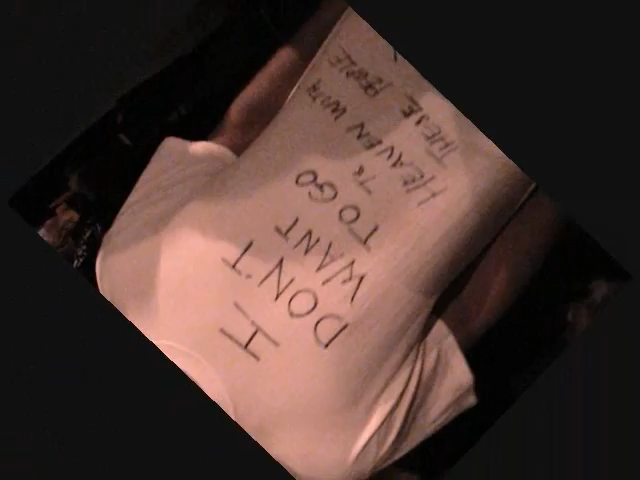 I
DON'T
WANT
TO GO
TO
HEAVEN WITH
THESE PEOPLE